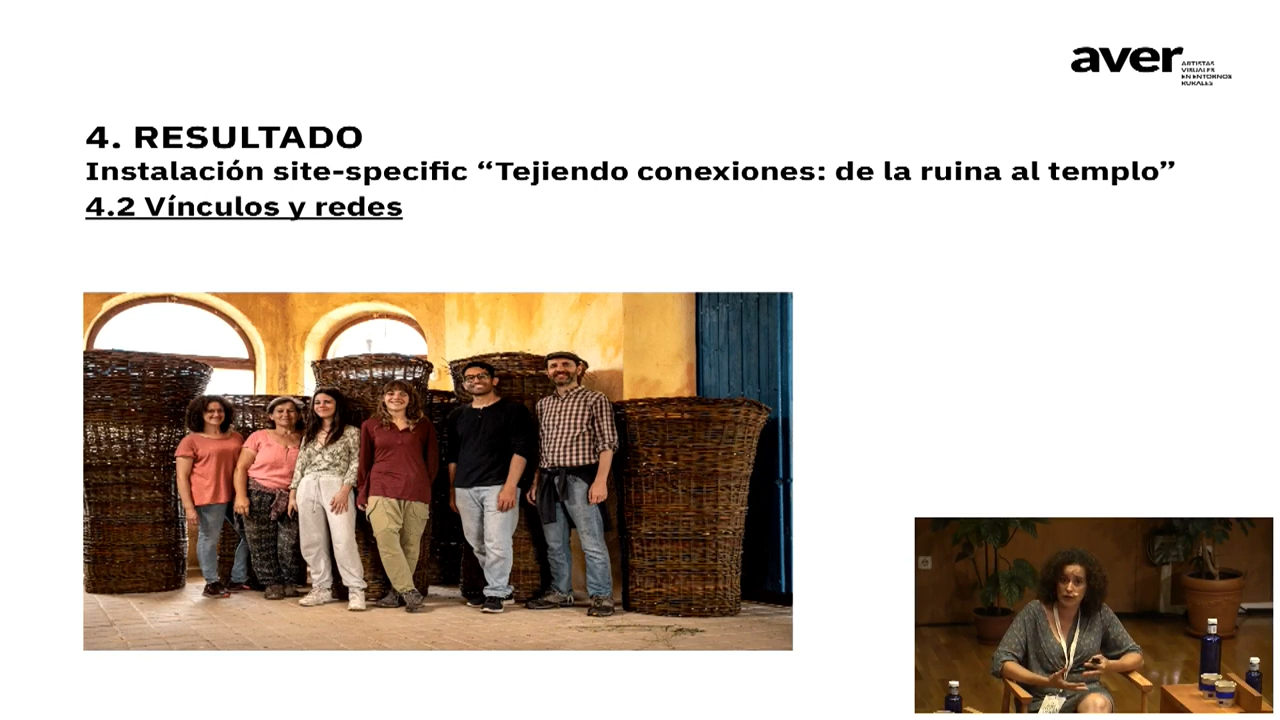 aver
ARTISTAS
VISUALES
EN ENTORNOS
RURALES
4. RESULTADO
Instalación site-specific “Tejiendo conexiones: de la ruina al templo”
4.2 Vínculos y redes